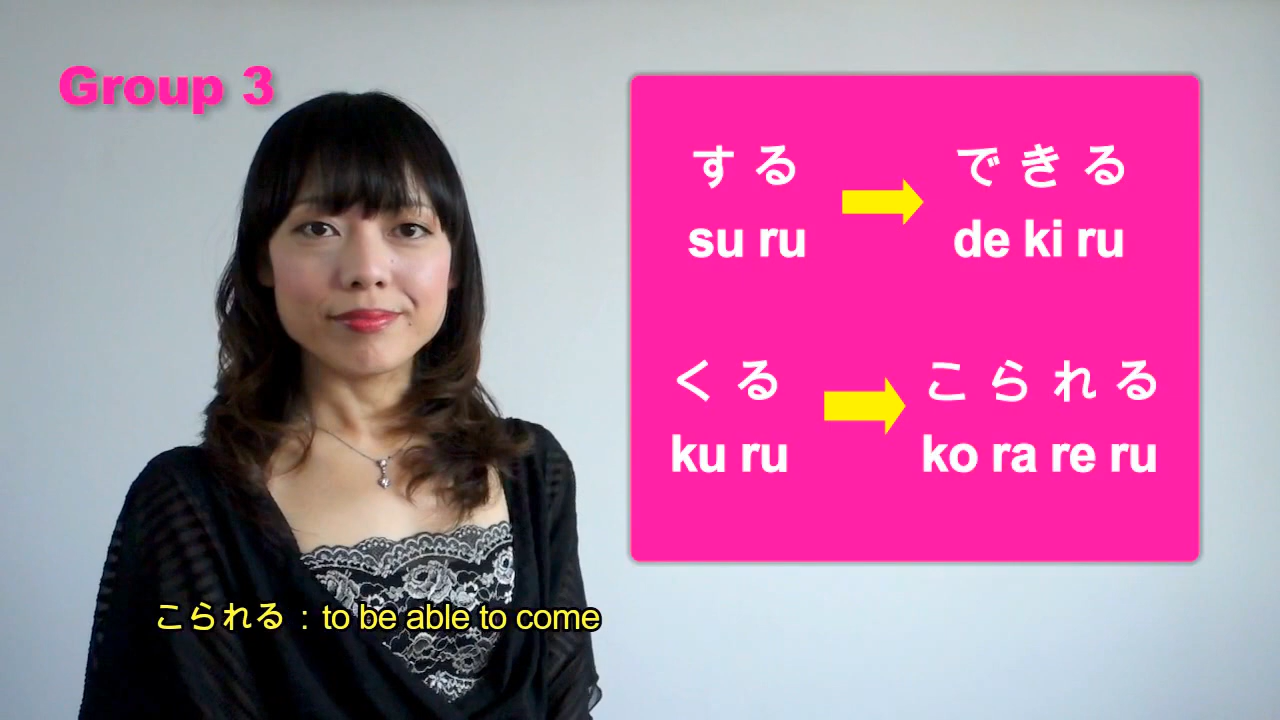 Group 3
す る
で き る
su ru
de ki ru
く る
こ ら れ る
ku ru
ko ra re ru
こられる : to be able to come